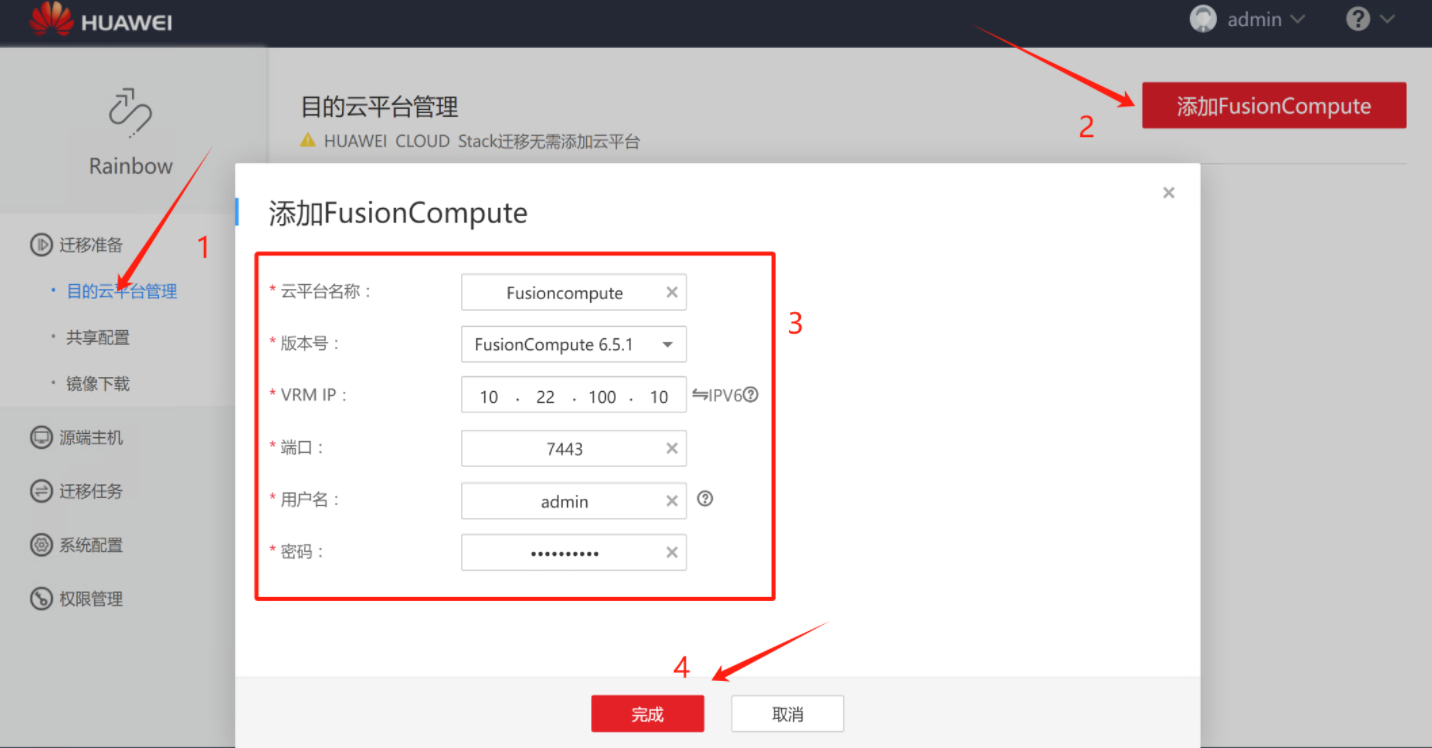 HUAWEI
admin
?
Rainbow
目的云平台管理
HUAWEI CLOUD Stack迁移无需添加云平台
添加FusionCompute
2
1
迁移准备
目的云平台管理
共享配置
镜像下载
源端主机
迁移任务
系统配置
权限管理
添加FusionCompute
×
* 云平台名称： Fusioncompute ×
* 版本号： FusionCompute 6.5.1
* VRM IP： 10 . 22 . 100 . 10 ⇋IPV6?
* 端口： 7443 ×
* 用户名： admin × ?
* 密码： •••••••••• ×
3
4
完成 取消